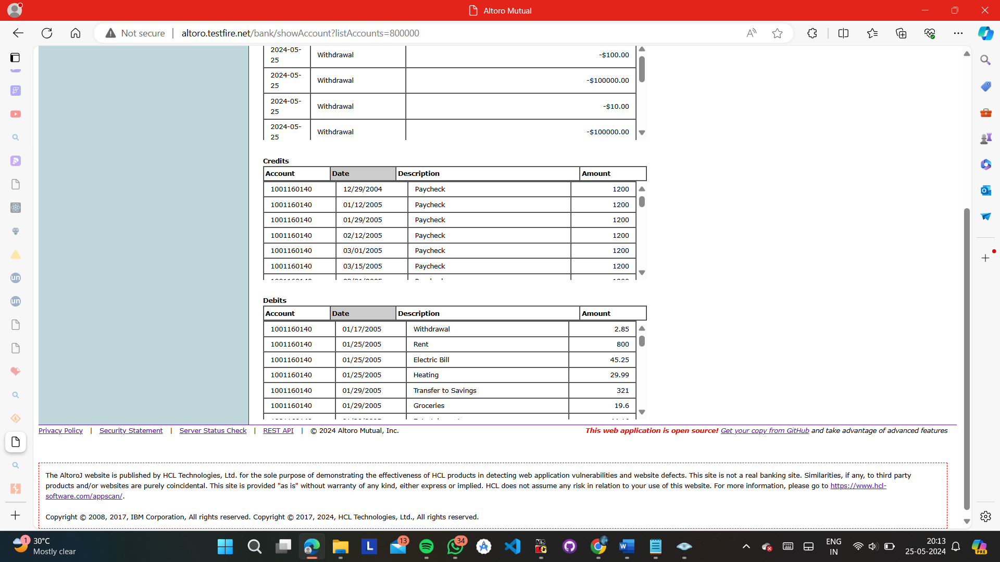 Altoro Mutual
Not secure | altoro.testfire.net/bank/showAccount?listAccounts=800000
2024-05-25 Withdrawal -$100.00
2024-05-25 Withdrawal -$100000.00
2024-05-25 Withdrawal -$10.00
2024-05-25 Withdrawal -$100000.00
Credits
Account Date Description Amount
1001160140 12/29/2004 Paycheck 1200
1001160140 01/12/2005 Paycheck 1200
1001160140 01/29/2005 Paycheck 1200
1001160140 02/12/2005 Paycheck 1200
1001160140 03/01/2005 Paycheck 1200
1001160140 03/15/2005 Paycheck 1200
Debits
Account Date Description Amount
1001160140 01/17/2005 Withdrawal 2.85
1001160140 01/25/2005 Rent 800
1001160140 01/25/2005 Electric Bill 45.25
1001160140 01/25/2005 Heating 29.99
1001160140 01/29/2005 Transfer to Savings 321
1001160140 01/29/2005 Groceries 19.6
Privacy Policy | Security Statement | Server Status Check | REST API | © 2024 Altoro Mutual, Inc. This web application is open source! Get your copy from GitHub and take advantage of advanced features
The AltoroJ website is published by HCL Technologies, Ltd. for the sole purpose of demonstrating the effectiveness of HCL products in detecting web application vulnerabilities and website defects. This site is not a real banking site. Similarities, if any, to third party
products and/or websites are purely coincidental. This site is provided "as is" without warranty of any kind, either express or implied. HCL does not assume any risk in relation to your use of this website. For more information, please go to https://www.hcl-
software.com/appscan/.
Copyright © 2008, 2017, IBM Corporation, All rights reserved. Copyright © 2017, 2024, HCL Technologies, Ltd., All rights reserved.
un
un
1
30°C
Mostly clear
L
13
34
W
ENG
IN
20:13
25-05-2024
PRE